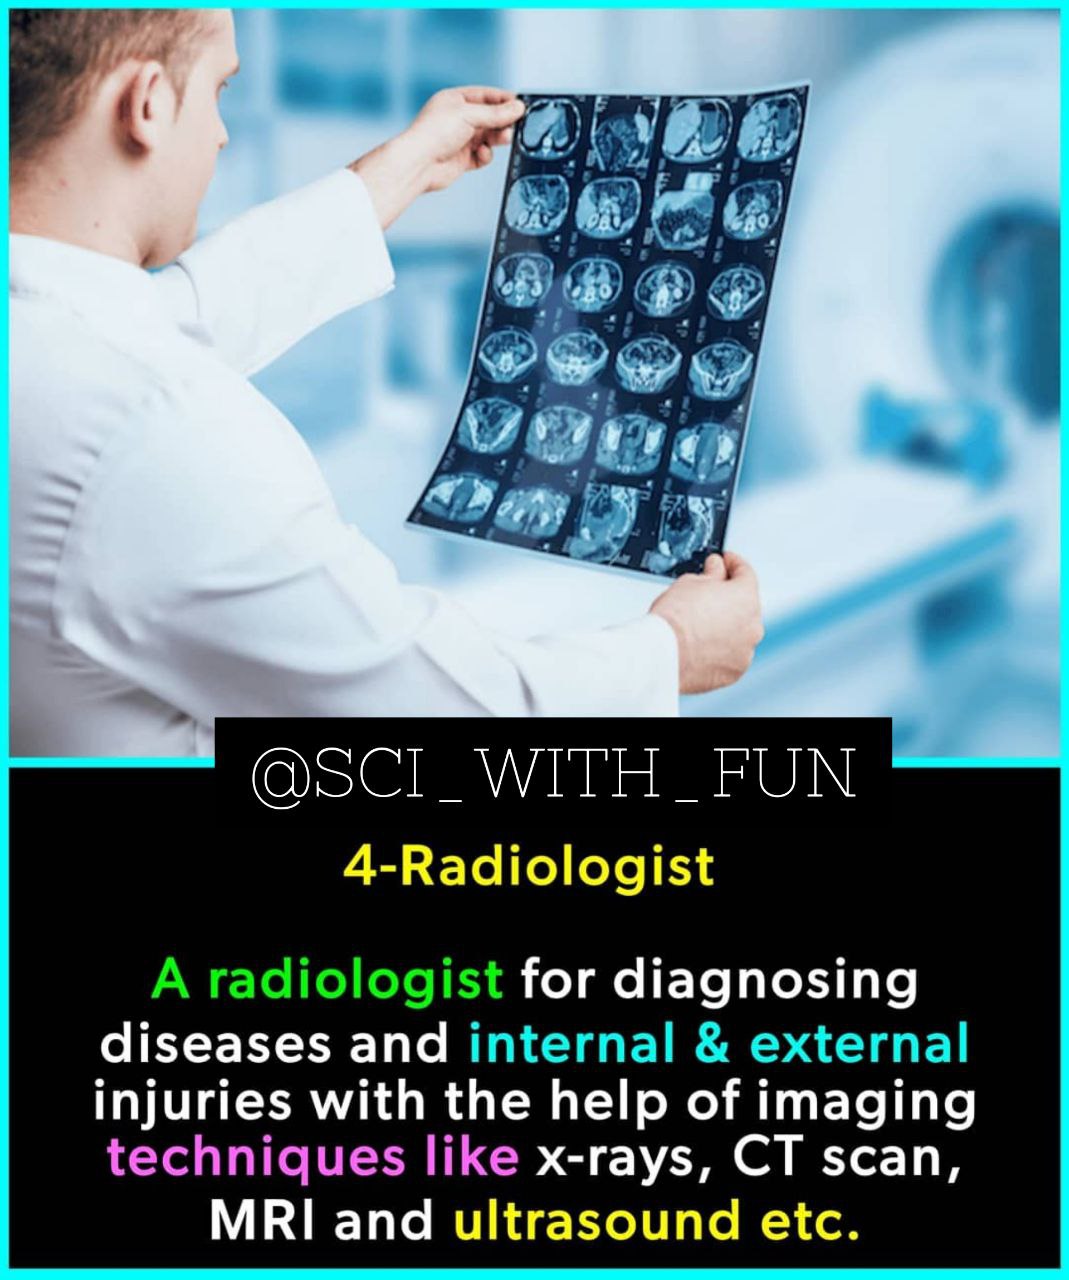 @SCI_WITH_FUN
4-Radiologist
A radiologist for diagnosing
diseases and internal & external
injuries with the help of imaging
techniques like x-rays, CT scan,
MRI and ultrasound etc.